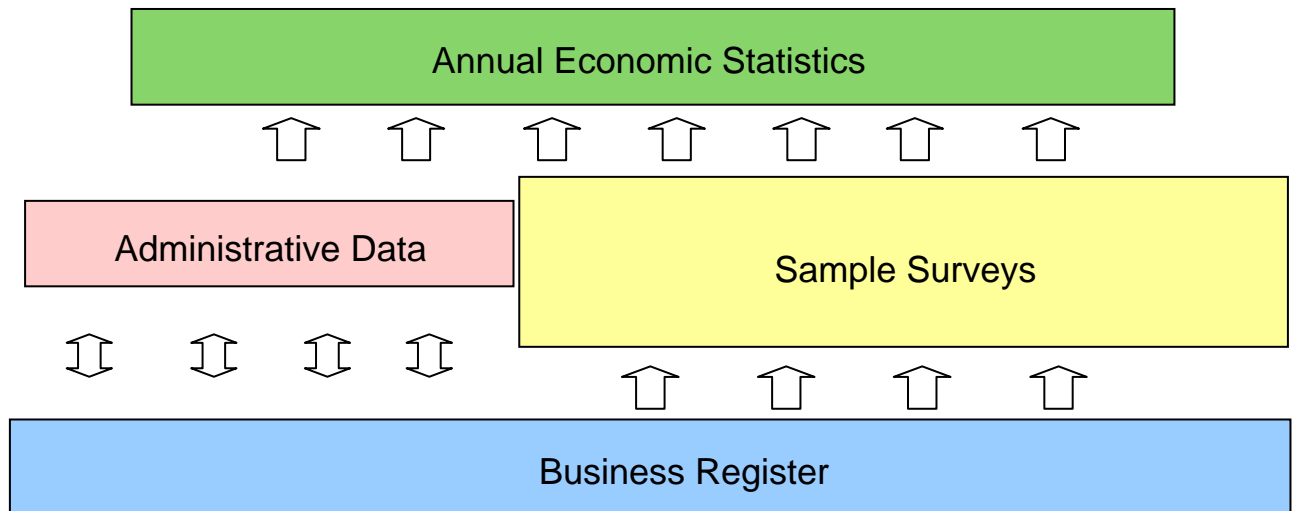 Annual Economic Statistics
Administrative Data
Sample Surveys
Business Register